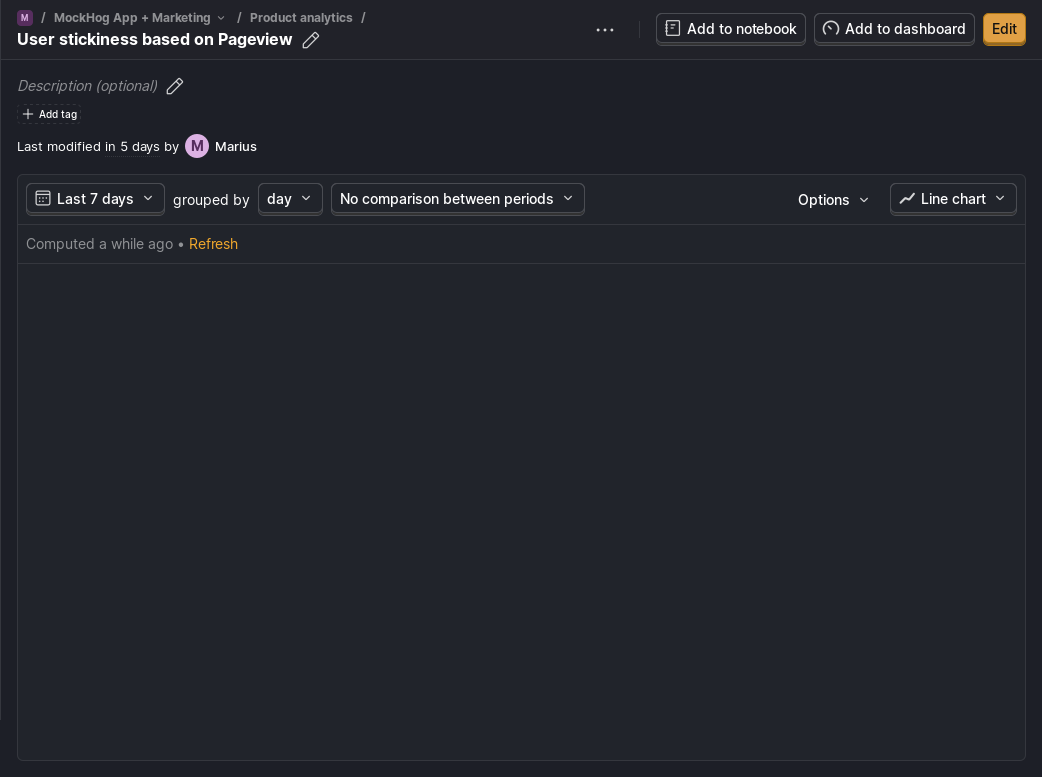 M / MockHog App + Marketing / Product analytics /
User stickiness based on Pageview
Add to notebook
Add to dashboard
Edit
Description (optional)
Add tag
Last modified in 5 days by M Marius
Last 7 days grouped by day No comparison between periods Options Line chart
Computed a while ago • Refresh